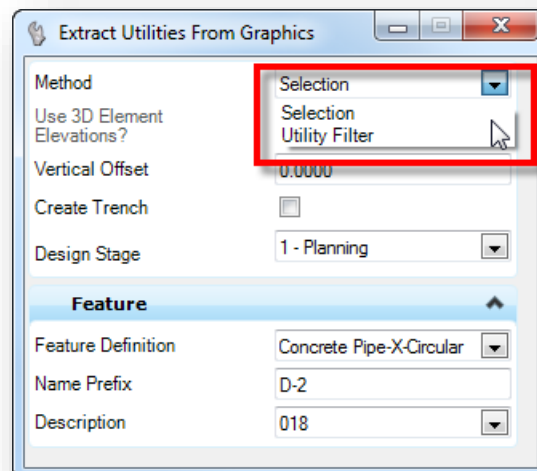 Extract Utilities From Graphics
Method
Selection
Selection
Utility Filter
Use 3D Element
Elevations?
Vertical Offset
0.0000
Create Trench
Design Stage
1 - Planning
Feature
Feature Definition
Concrete Pipe-X-Circular
Name Prefix
D-2
Description
018